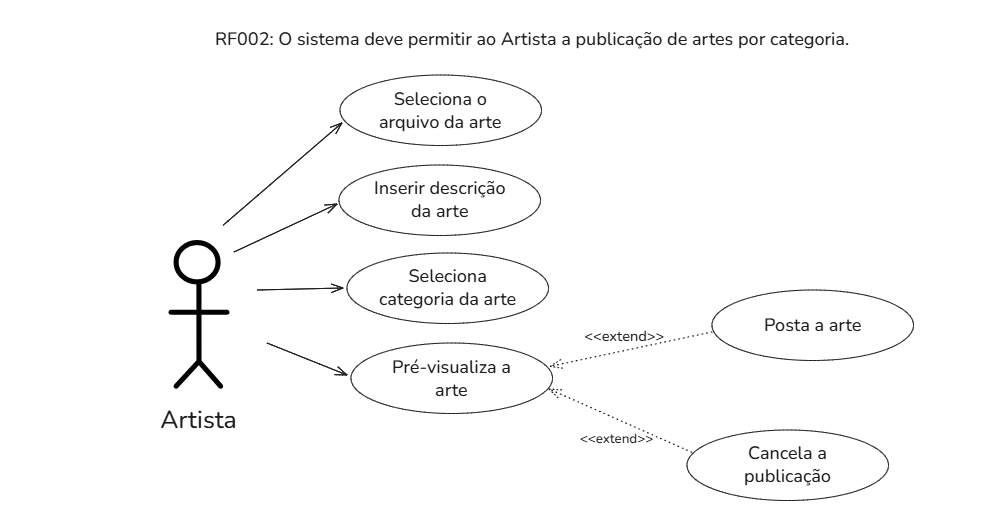 RF002: O sistema deve permitir ao Artista a publicação de artes por categoria.
Seleciona o
arquivo da arte
Inserir descrição
da arte
Seleciona
categoria da arte
Pré-visualiza a
arte
Artista
<<extend>>
Posta a arte
<<extend>>
Cancela a
publicação